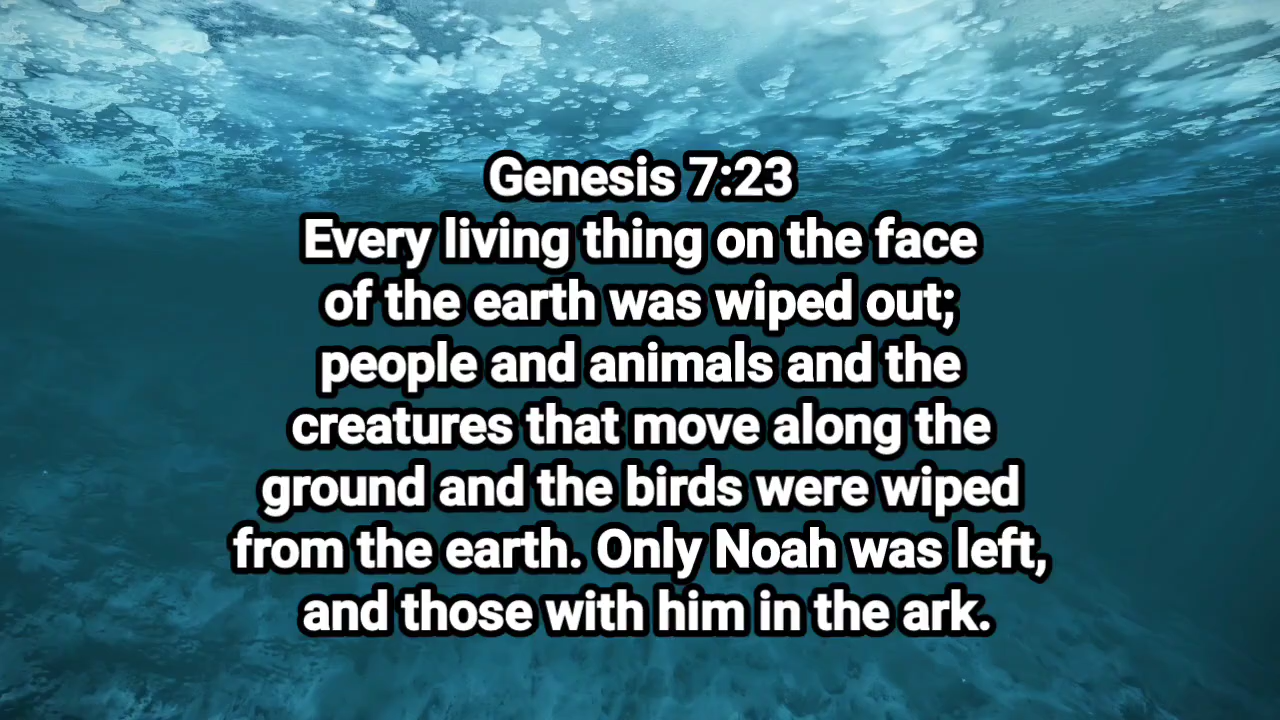 Genesis 7:23
Every living thing on the face
of the earth was wiped out;
people and animals and the
creatures that move along the
ground and the birds were wiped
from the earth. Only Noah was left,
and those with him in the ark.